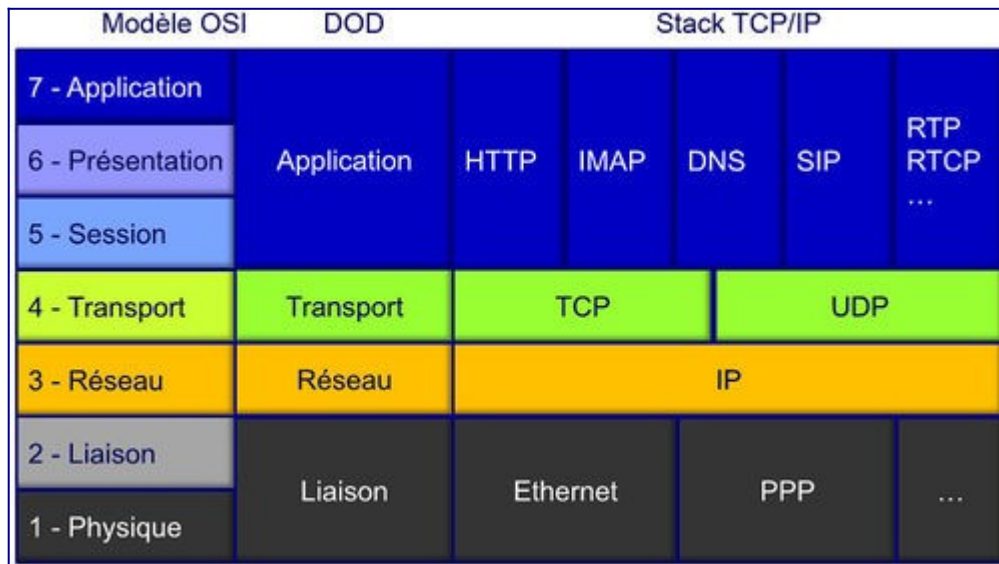 Modèle OSI DOD Stack TCP/IP
7 - Application
6 - Présentation
5 - Session
Application HTTP IMAP DNS SIP
RTP
RTCP
...
4 - Transport Transport TCP UDP
3 - Réseau Réseau IP
2 - Liaison
1 - Physique
Liaison Ethernet PPP ...